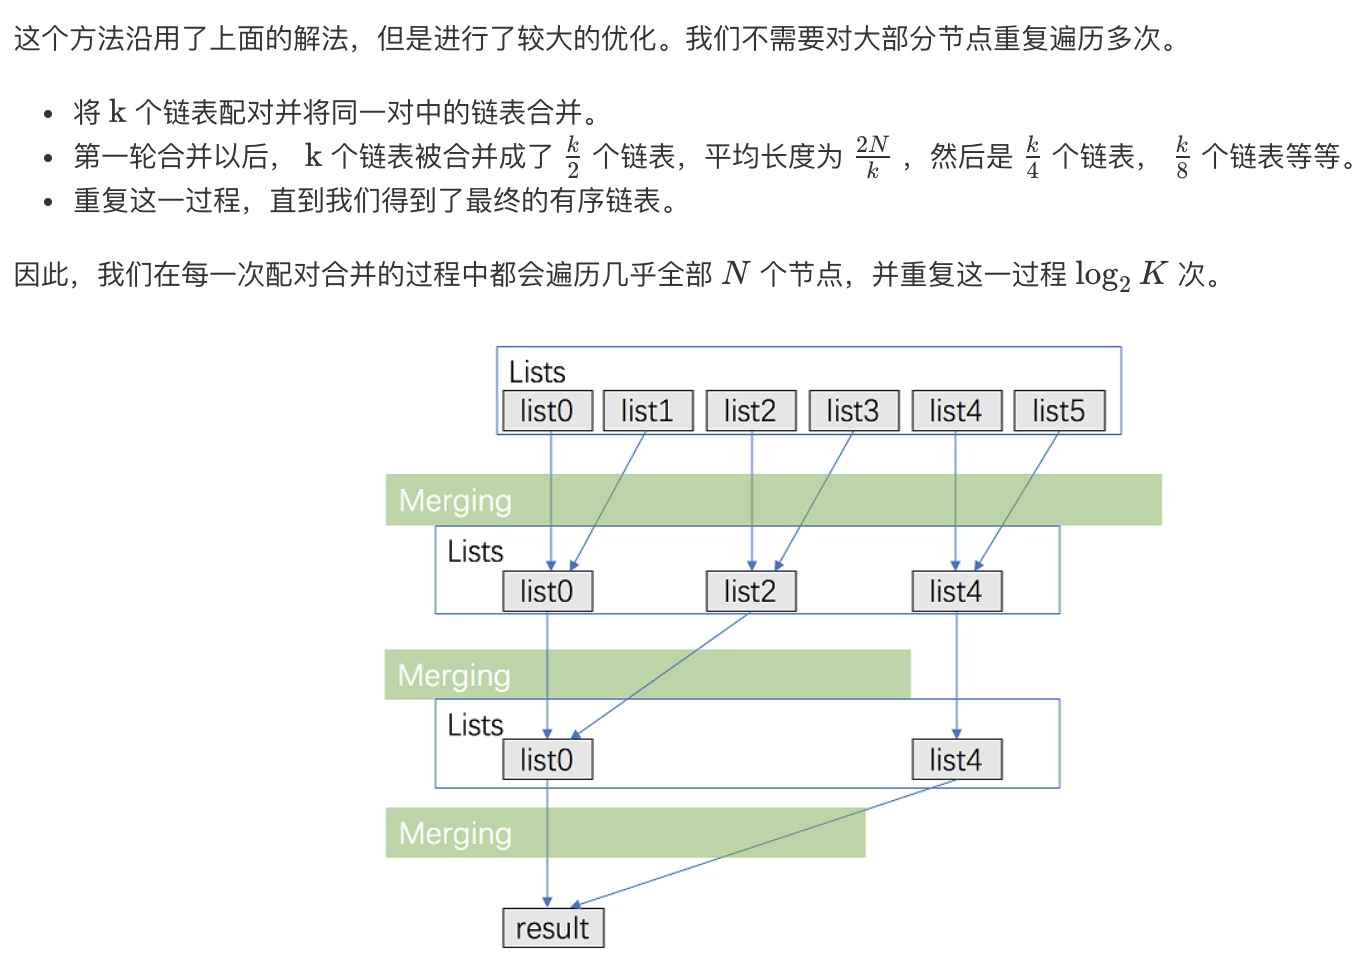 这个方法沿用了上面的解法，但是进行了较大的优化。我们不需要对大部分节点重复遍历多次。
• 将 k 个链表配对并将同一对中的链表合并。
• 第一轮合并以后， k 个链表被合并成了 k/2 个链表，平均长度为 2N/k ，然后是 k/4 个链表， k/8 个链表等等。
• 重复这一过程，直到我们得到了最终的有序链表。
因此，我们在每一次配对合并的过程中都会遍历几乎全部 N 个节点，并重复这一过程 log₂ K 次。
Lists
list0 list1 list2 list3 list4 list5
Merging
Lists
list0 list2 list4
Merging
Lists
list0 list4
Merging
result